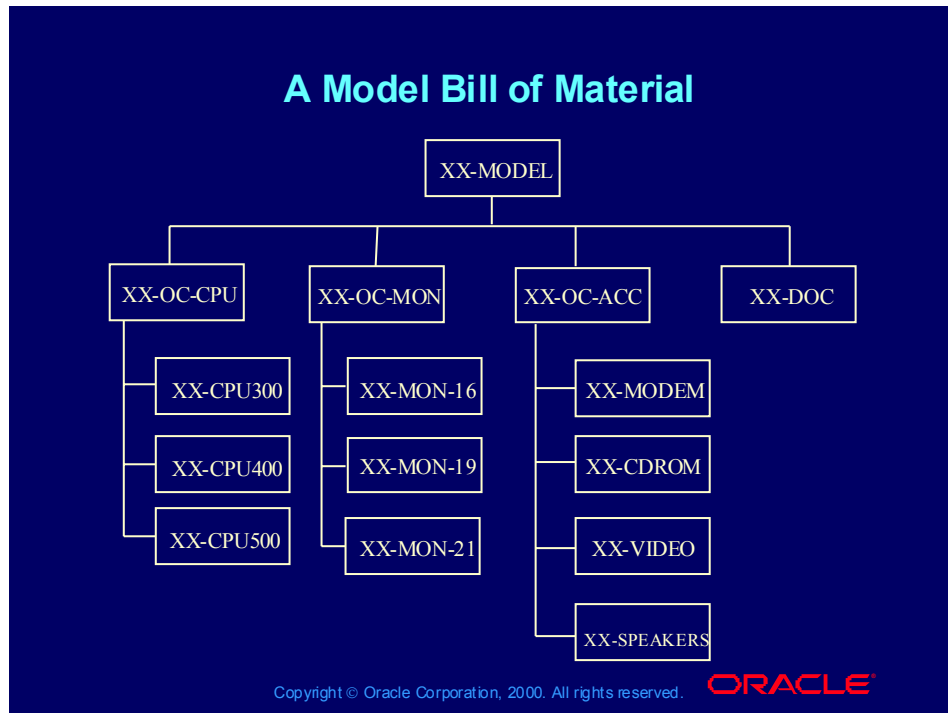 A Model Bill of Material
XX-MODEL
XX-OC-CPU
XX-OC-MON
XX-OC-ACC
XX-DOC
XX-CPU300
XX-MON-16
XX-MODEM
XX-CPU400
XX-MON-19
XX-CDROM
XX-CPU500
XX-MON-21
XX-VIDEO
XX-SPEAKERS
Copyright © Oracle Corporation, 2000. All rights reserved.
ORACLE®